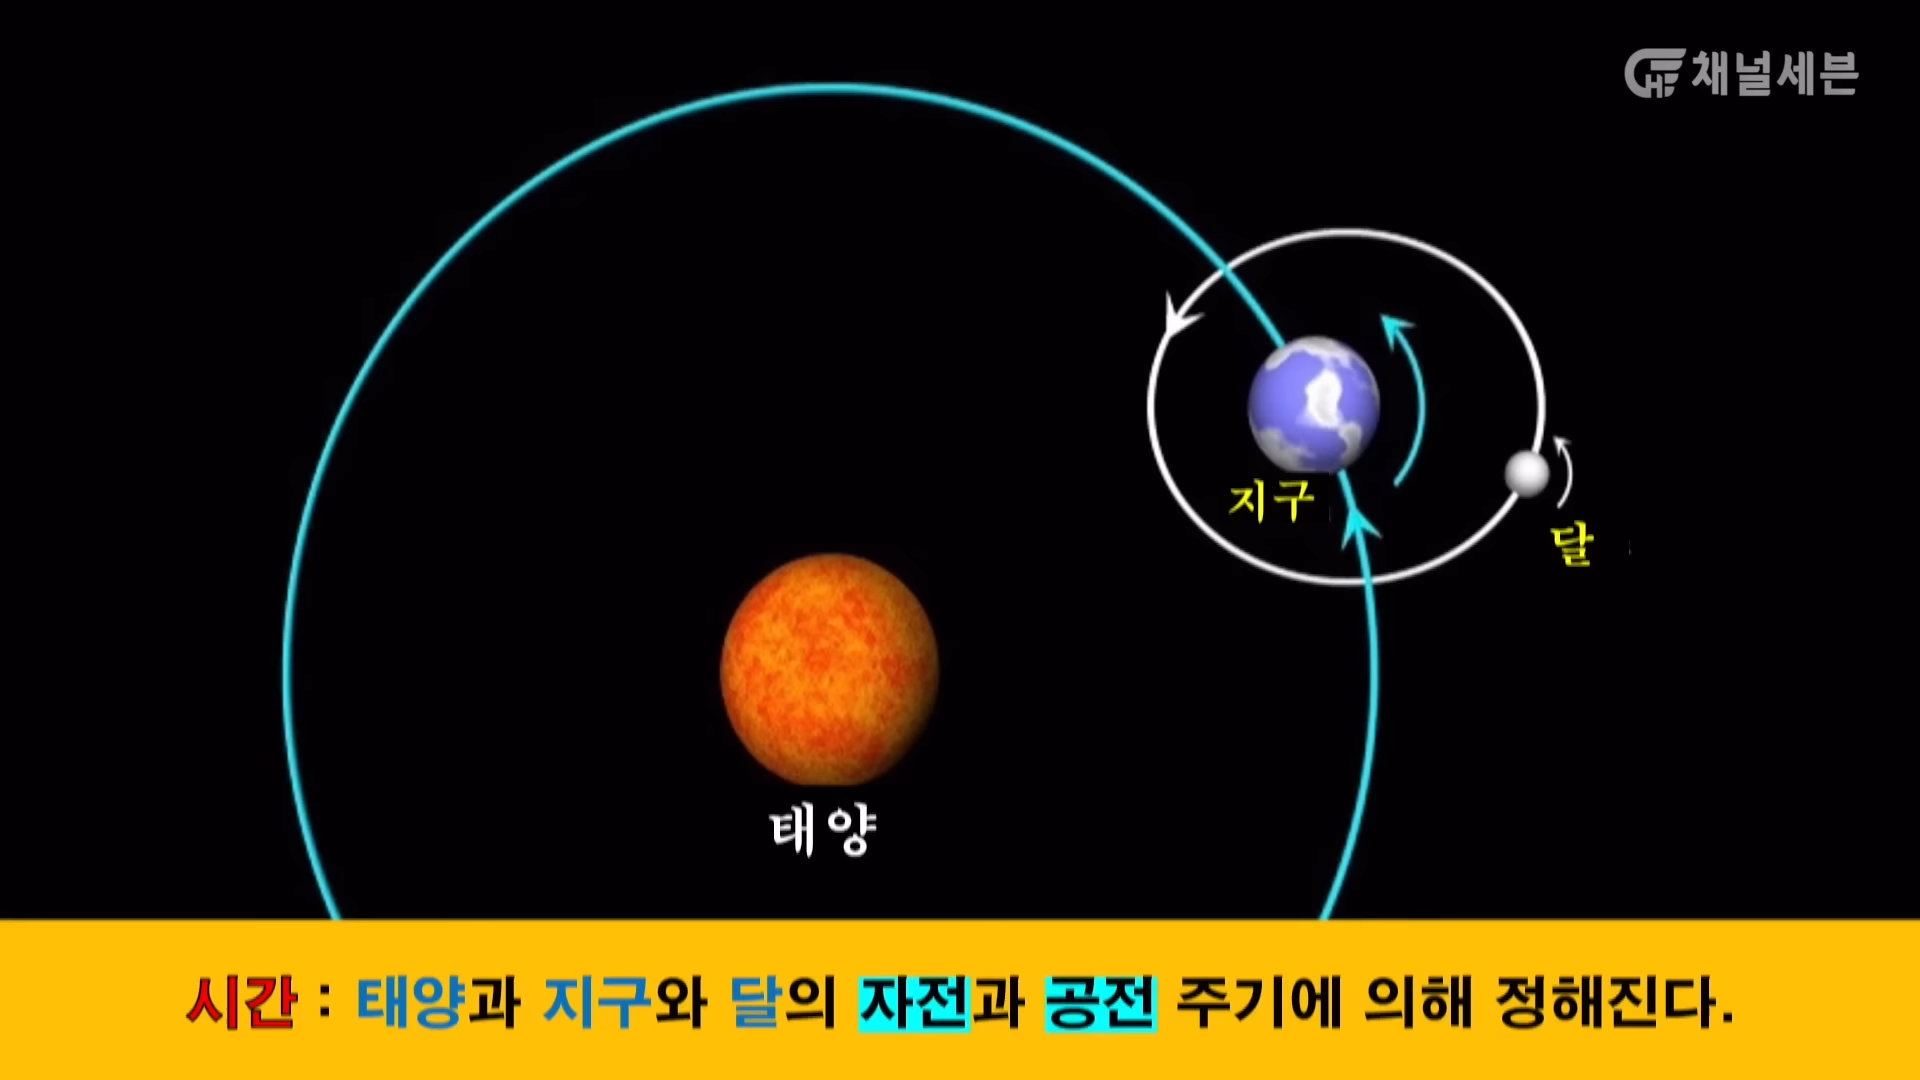 채널세븐
지구
달
태양
시간 : 태양과 지구와 달의 자전과 공전 주기에 의해 정해진다.